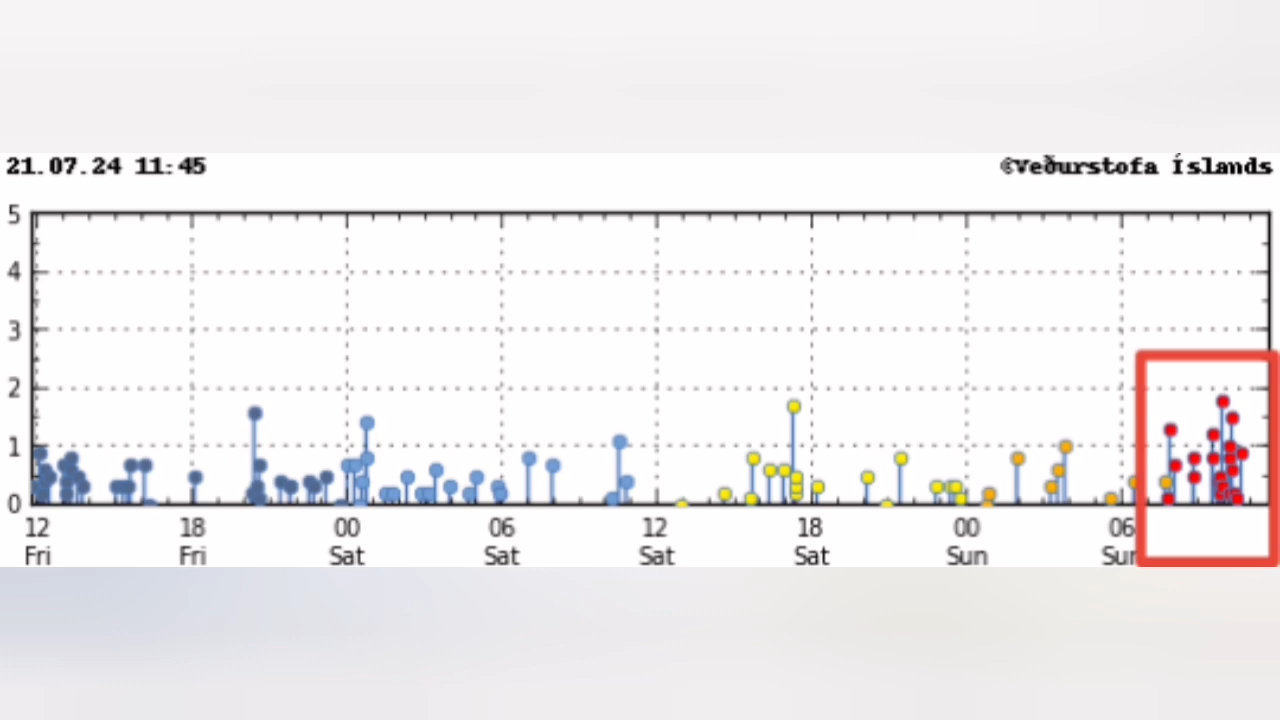 21.07.24 11:45 ©Veðurstofa Íslands
5
4
3
2
1
0
12 18 00 06 12 18 00 06
Fri Fri Sat Sat Sat Sat Sun Sun